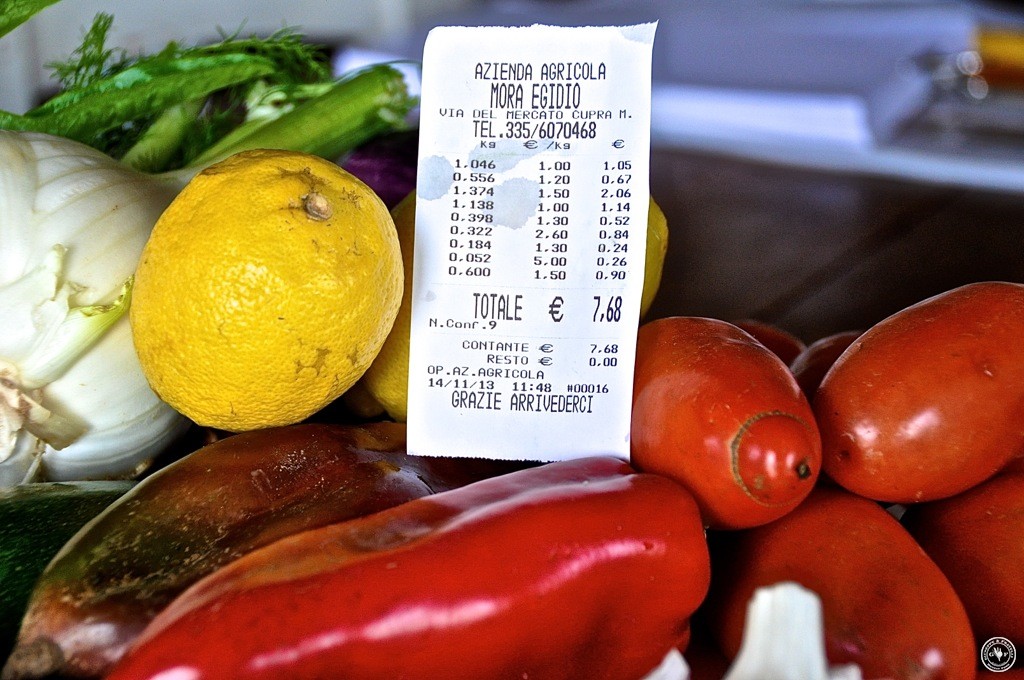 AZIENDA AGRICOLA
MORA EGIDIO
VIA DEL MERCATO CUPRA M.
TEL.335/6070468
Kg € /Kg €
1.046 1.00 1.05
0.556 1.20 0.67
1.374 1.50 2.06
1.138 1.00 1.14
0.398 1.30 0.52
0.322 2.60 0.84
0.184 1.30 0.24
0.052 5.00 0.26
0.600 1.50 0.90
TOTALE € 7,68
N.Conf.9
CONTANTE € 7.68
RESTO € 0.00
OP.AZ.AGRICOLA
14/11/13 11:48 #00016
GRAZIE ARRIVEDERCI